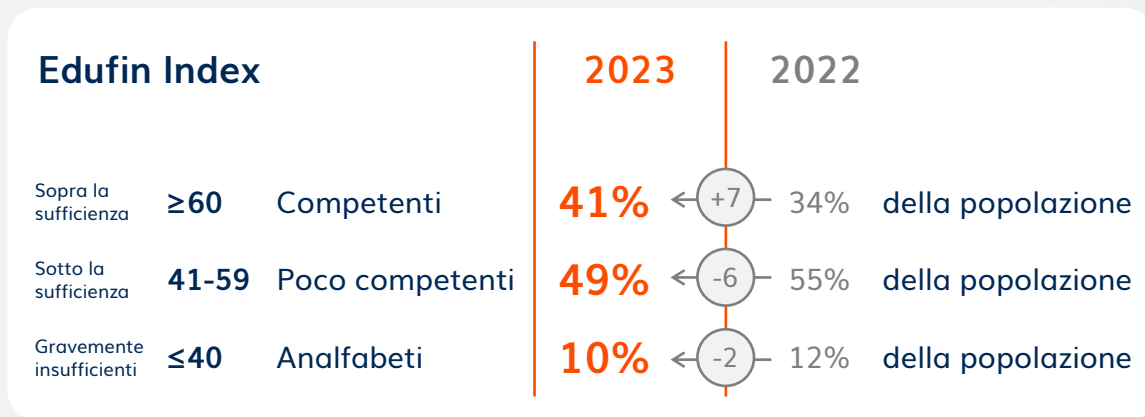 Edufin Index 2023 2022
Sopra la
sufficienza ≥60 Competenti 41% +7 34% della popolazione
Sotto la
sufficienza 41-59 Poco competenti 49% -6 55% della popolazione
Gravemente
insufficienti ≤40 Analfabeti 10% -2 12% della popolazione